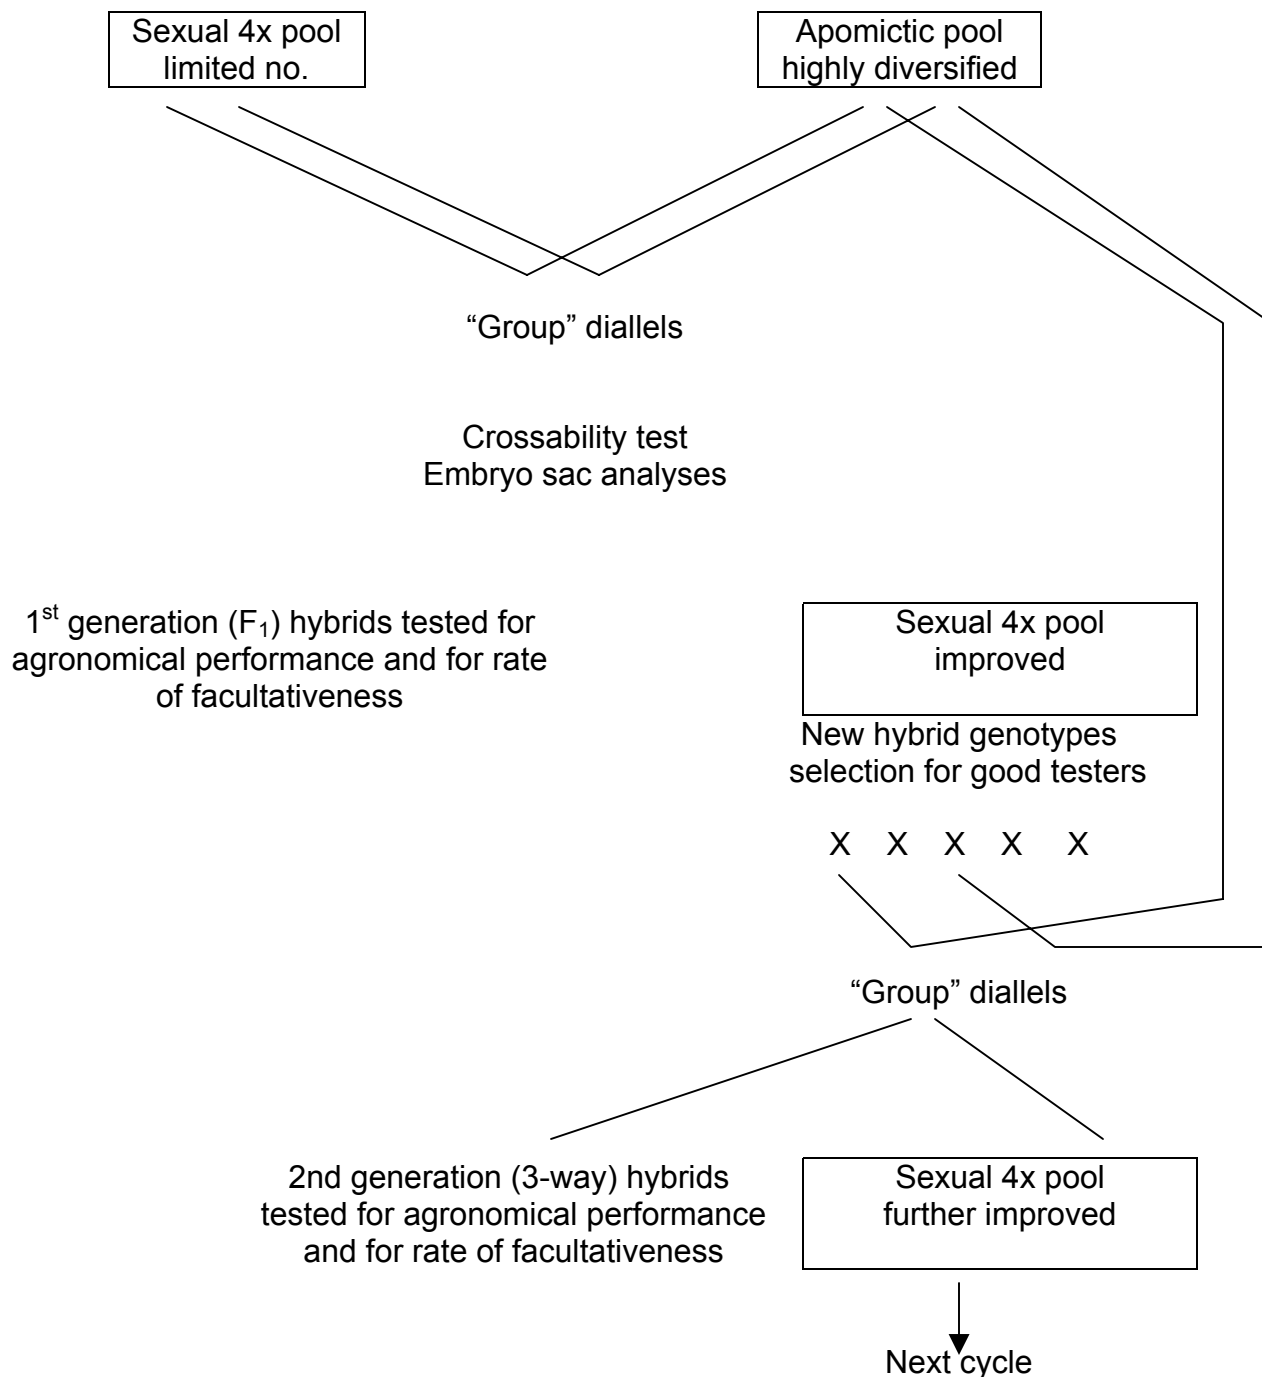 Sexual 4x pool
limited no.
Apomictic pool
highly diversified
“Group” diallels
Crossability test
Embryo sac analyses
1st generation (F1) hybrids tested for
agronomical performance and for rate
of facultativeness
Sexual 4x pool
improved
New hybrid genotypes
selection for good testers
X X X X X
“Group” diallels
2nd generation (3-way) hybrids
tested for agronomical performance
and for rate of facultativeness
Sexual 4x pool
further improved
Next cycle